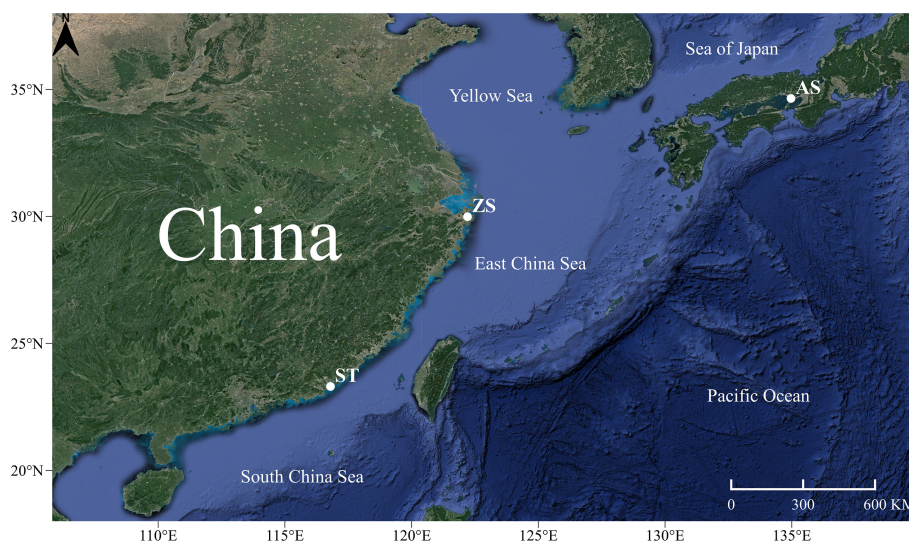 N
Sea of Japan
35°N
Yellow Sea
AS
30°N
ZS
China
East China Sea
25°N
ST
Pacific Ocean
20°N
South China Sea
0 300 600 KM
110°E 115°E 120°E 125°E 130°E 135°E